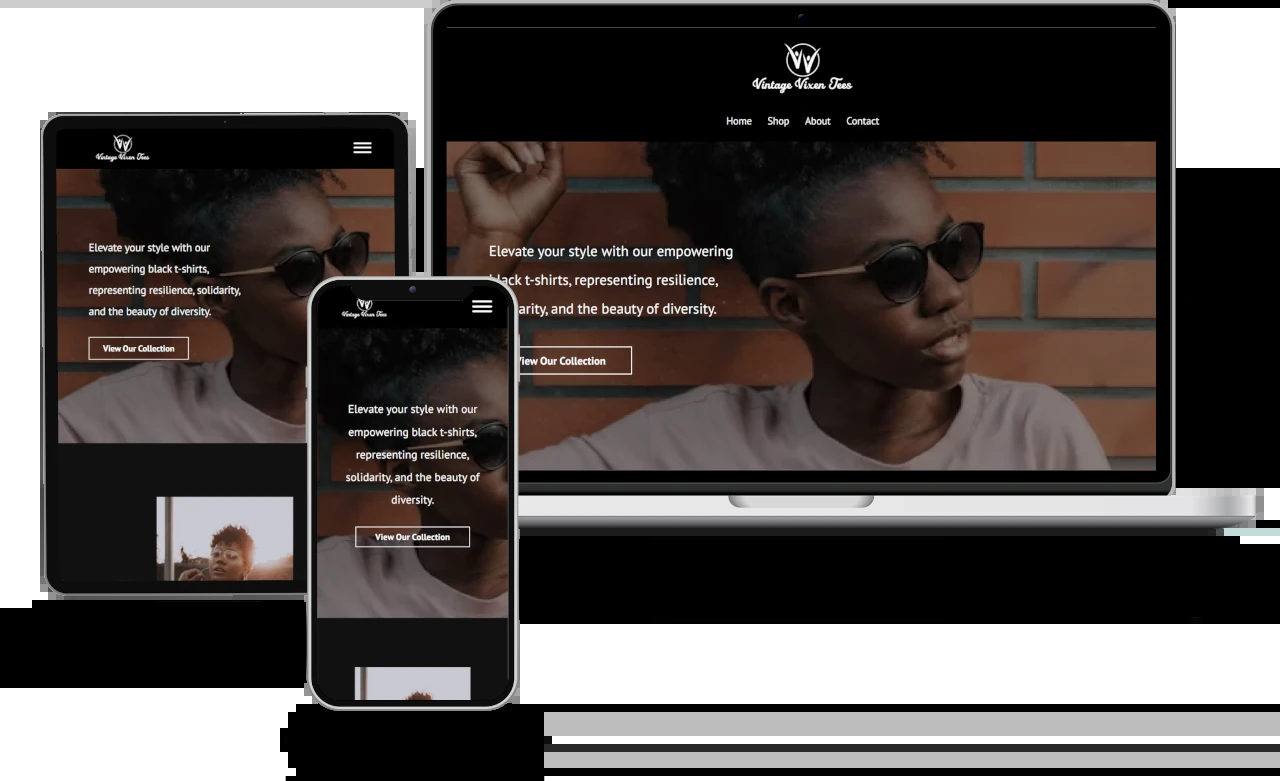 Vintage Vixen Tees
Home Shop About Contact
Elevate your style with our empowering
black t-shirts, representing resilience,
arity, and the beauty of diversity.
View Our Collection
Vintage Vixen Tees
Elevate your style with our
empowering black t-shirts,
representing resilience, solidarity,
and the beauty of diversity.
View Our Collection
Vintage Vixen Tees
Elevate your style with our
empowering black t-shirts,
representing resilience,
solidarity, and the beauty of
diversity.
View Our Collection